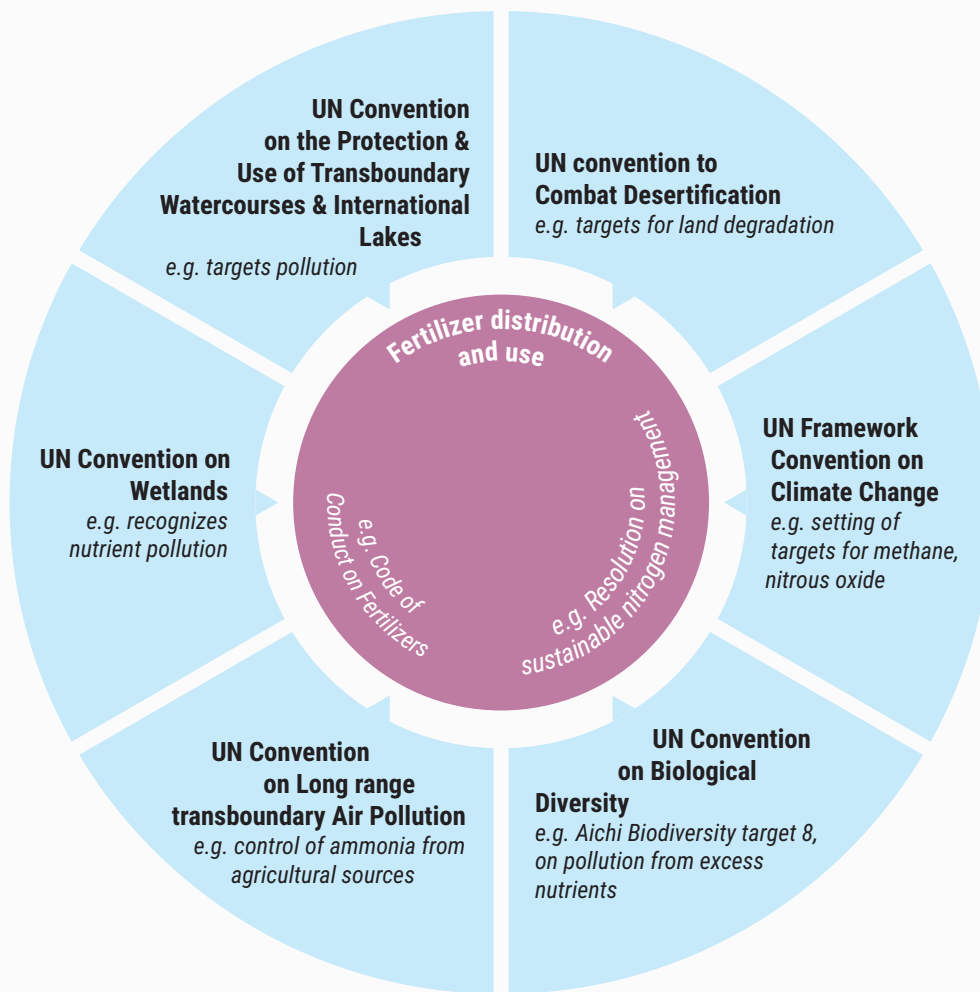 UN Convention
on the Protection &
Use of Transboundary
Watercourses & International
Lakes
e.g. targets pollution
UN convention to
Combat Desertification
e.g. targets for land degradation
Fertilizer distribution
and use
e.g. Code of
Conduct on Fertilizers
e.g. Resolution on
sustainable nitrogen management
UN Convention on
Wetlands
e.g. recognizes
nutrient pollution
UN Framework
Convention on
Climate Change
e.g. setting of
targets for methane,
nitrous oxide
UN Convention
on Long range
transboundary Air Pollution
e.g. control of ammonia from
agricultural sources
UN Convention
on Biological
Diversity
e.g. Aichi Biodiversity target 8,
on pollution from excess
nutrients